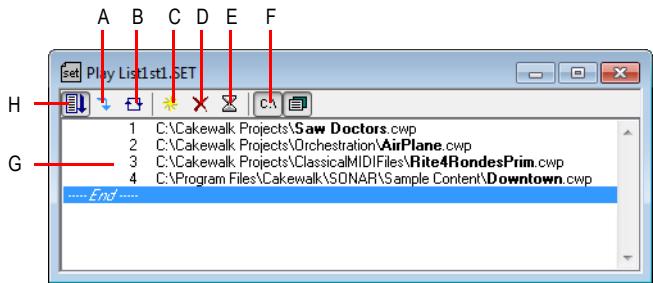 A B C D E F
set Play List1st1.SET
H
C:\
1 C:\Cakewalk Projects\Saw Doctors.cwp
2 C:\Cakewalk Projects\Orchestration\AirPlane.cwp
G
3 C:\Cakewalk Projects\ClassicalMIDIFiles\Rite4RondesPrim.cwp
4 C:\Program Files\Cakewalk\SONAR\Sample Content\Downtown.cwp
----- End -----